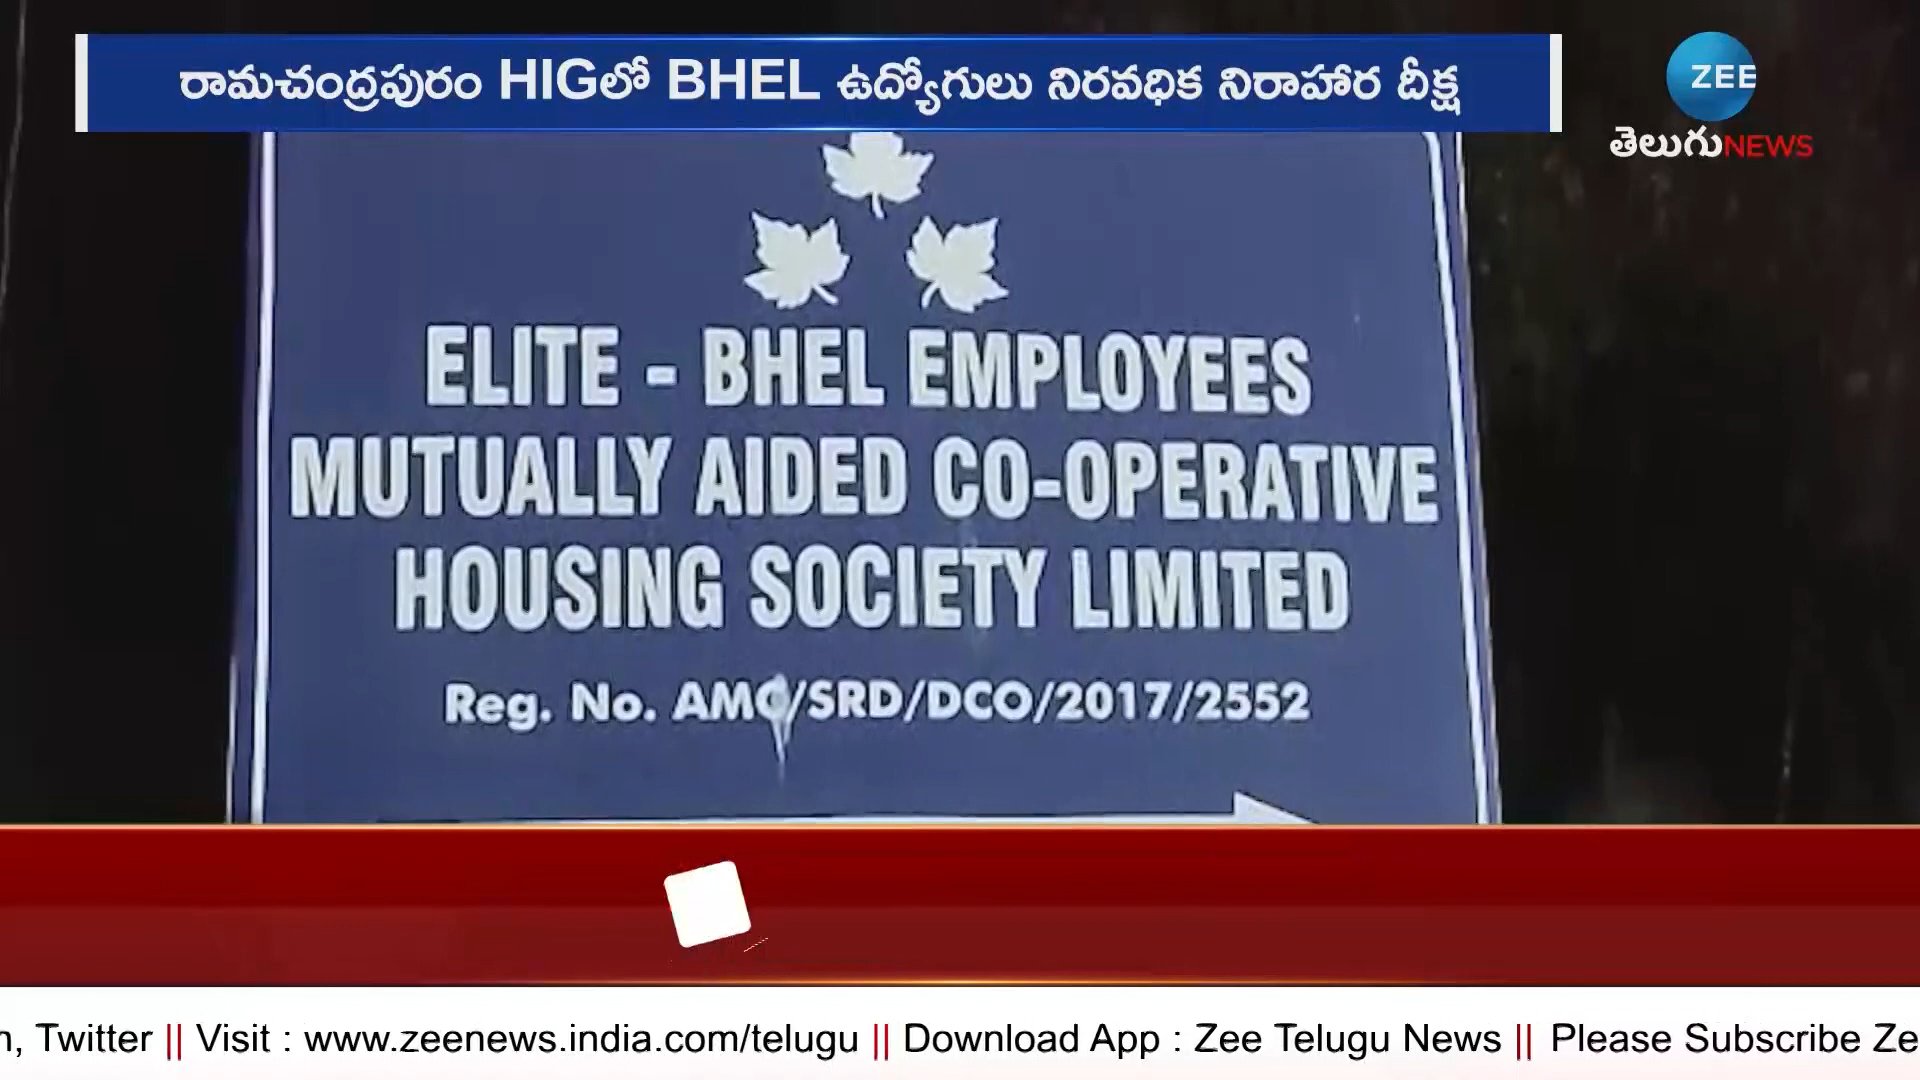 రామచంద్రపురం HIGలో BHEL ఉద్యోగులు నిరవధిక నిరాహార దీక్ష
ZEE
తెలుగుNEWS
ELITE - BHEL EMPLOYEES
MUTUALLY AIDED CO-OPERATIVE
HOUSING SOCIETY LIMITED
Reg. No. AMC/SRD/DCO/2017/2552
, Twitter || Visit : www.zeenews.india.com/telugu || Download App : Zee Telugu News || Please Subscribe Ze